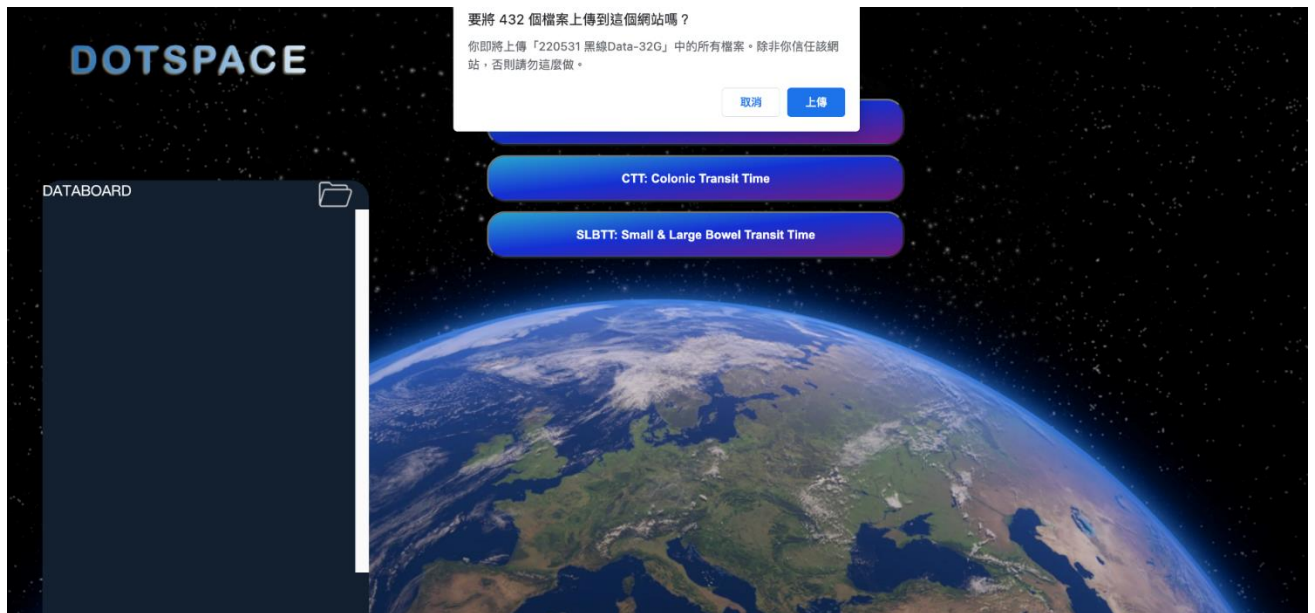 要將 432 個檔案上傳到這個網站嗎？
你即將上傳「220531 黑線Data-32G」中的所有檔案。除非你信任該網
站，否則請勿這麼做。
取消
上傳
DOTSPACE
CTT: Colonic Transit Time
DATABOARD
SLBTT: Small & Large Bowel Transit Time